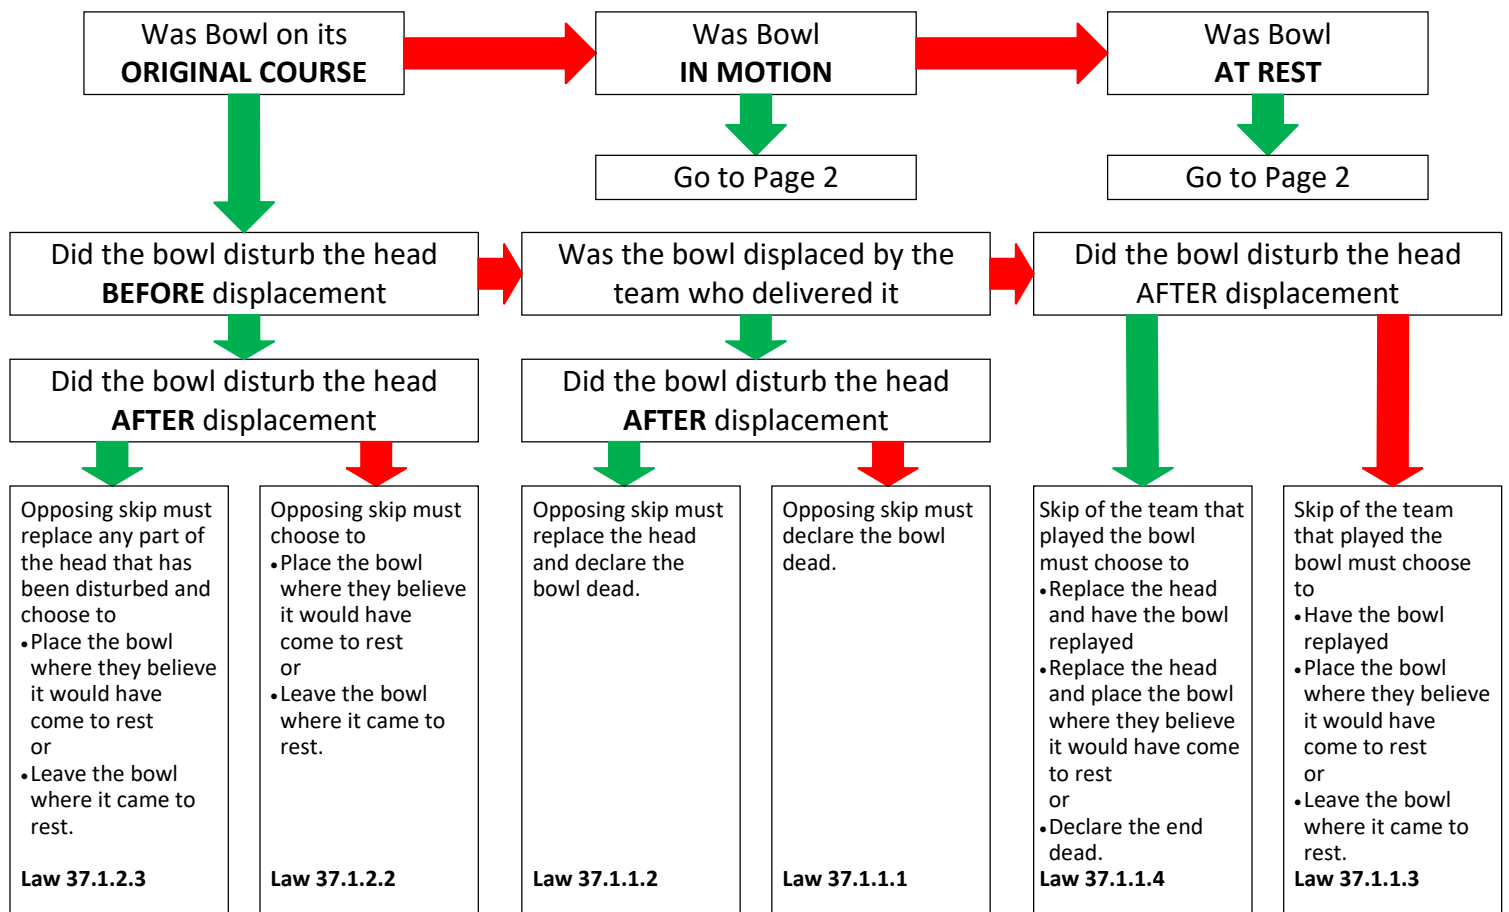 Was Bowl on its
ORIGINAL COURSE
Was Bowl
IN MOTION
Was Bowl
AT REST
Go to Page 2
Go to Page 2
Did the bowl disturb the head
BEFORE displacement
Was the bowl displaced by the
team who delivered it
Did the bowl disturb the head
AFTER displacement
Did the bowl disturb the head
AFTER displacement
Did the bowl disturb the head
AFTER displacement
Opposing skip must
replace any part of
the head that has
been disturbed and
choose to
•Place the bowl
where they believe
it would have
come to rest
or
•Leave the bowl
where it came to
rest.
Law 37.1.2.3
Opposing skip must
choose to
•Place the bowl
where they believe
it would have
come to rest
or
•Leave the bowl
where it came to
rest.
Law 37.1.2.2
Opposing skip must
replace the head
and declare the
bowl dead.
Law 37.1.1.2
Opposing skip must
declare the bowl
dead.
Law 37.1.1.1
Skip of the team that
played the bowl
must choose to
•Replace the head
and have the bowl
replayed
•Replace the head
and place the bowl
where they believe
it would have come
to rest
or
•Declare the end
dead.
Law 37.1.1.4
Skip of the team
that played the
bowl must choose
to
•Have the bowl
replayed
•Place the bowl
where they believe
it would have
come to rest
or
•Leave the bowl
where it came to
rest.
Law 37.1.1.3